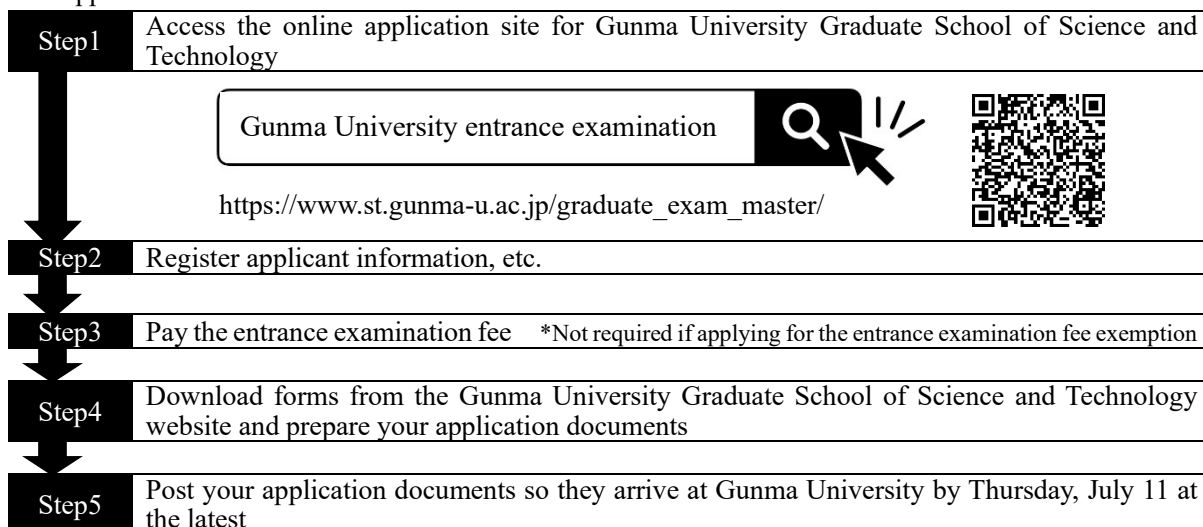 Step1
Access the online application site for Gunma University Graduate School of Science and
Technology
Gunma University entrance examination
https://www.st.gunma-u.ac.jp/graduate_exam_master/
Step2
Register applicant information, etc.
Step3
Pay the entrance examination fee *Not required if applying for the entrance examination fee exemption
Step4
Download forms from the Gunma University Graduate School of Science and Technology
website and prepare your application documents
Step5
Post your application documents so they arrive at Gunma University by Thursday, July 11 at
the latest